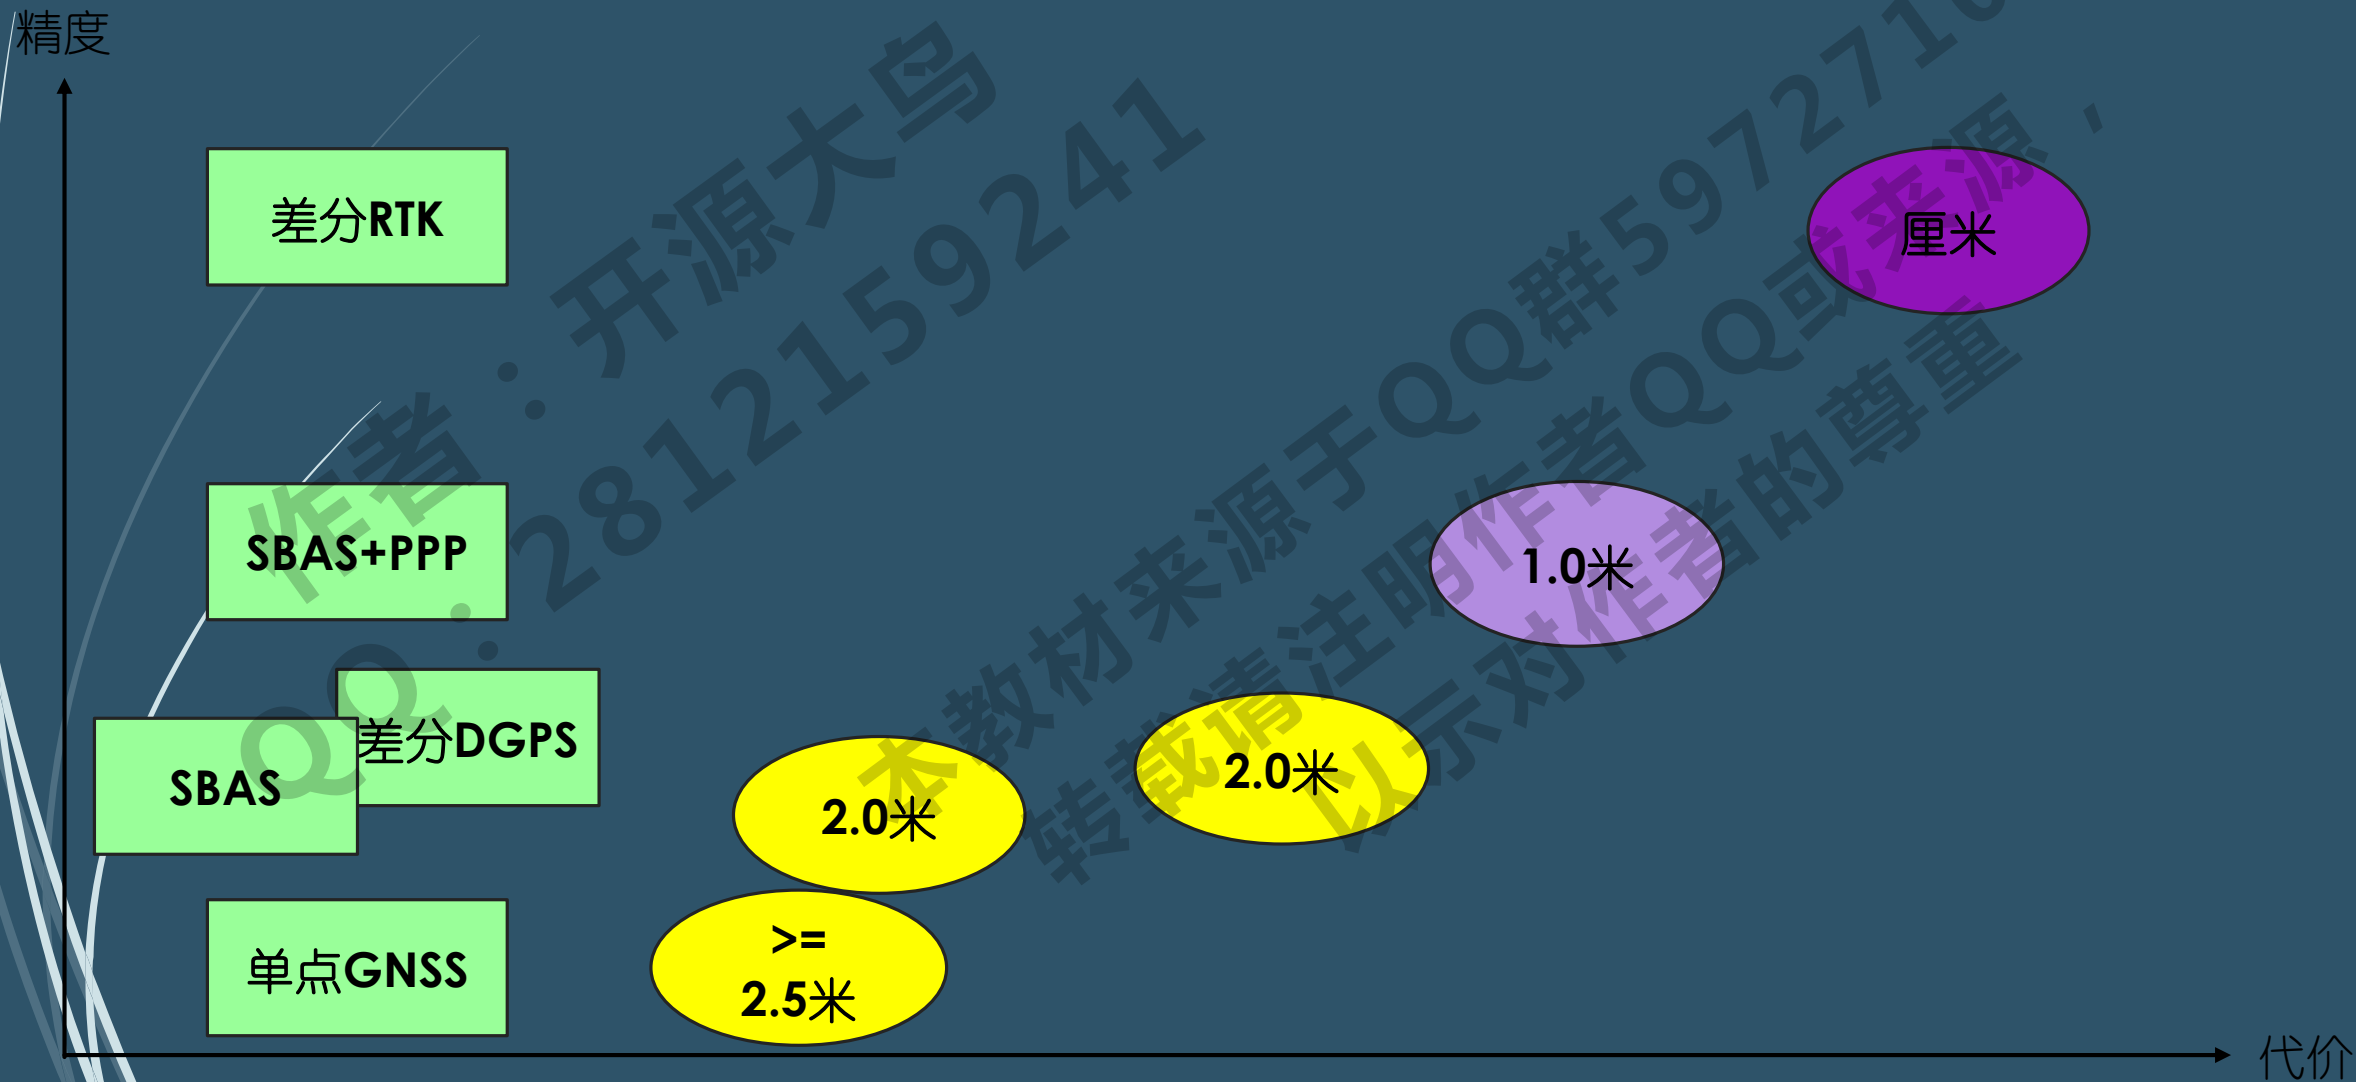 精度
差分RTK
厘米
SBAS+PPP
1.0米
差分DGPS
SBAS
2.0米
2.0米
单点GNSS
>=
2.5米
代价
作者：开源大鸟
QQ：2812159241
本教材来源于QQ群59727
转载请注明作者QQ或来源，
以示对作者的尊重